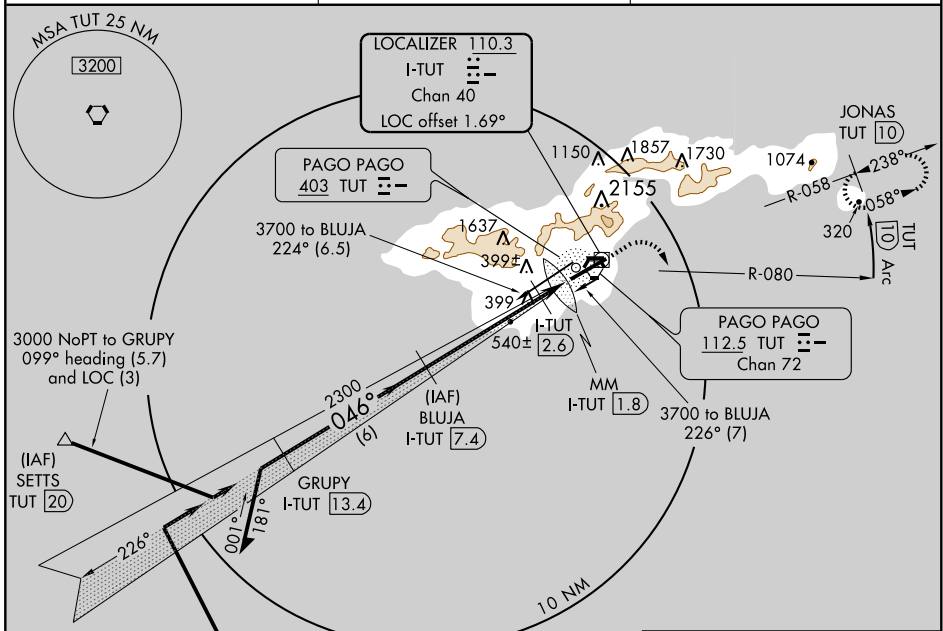 MSA TUT 25 NM
3200
LOCALIZER 110.3
I-TUT
Chan 40
LOC offset 1.69°
PAGO PAGO
403 TUT
3700 to BLUJA
224° (6.5)
1150
1857
1730
1074
2155
1637
399±
399
540±
JONAS
TUT 10
238°
R-058
058°
320
TUT
10
Arc
R-080
I-TUT
2.6
PAGO PAGO
112.5 TUT
Chan 72
MM
I-TUT 1.8
3700 to BLUJA
226° (7)
3000 NoPT to GRUPY
099° heading (5.7)
and LOC (3)
2300
046°
(6)
(IAF)
BLUJA
I-TUT 7.4
(IAF)
SETTS
TUT 20
GRUPY
I-TUT 13.4
001°
181°
226°
10 NM